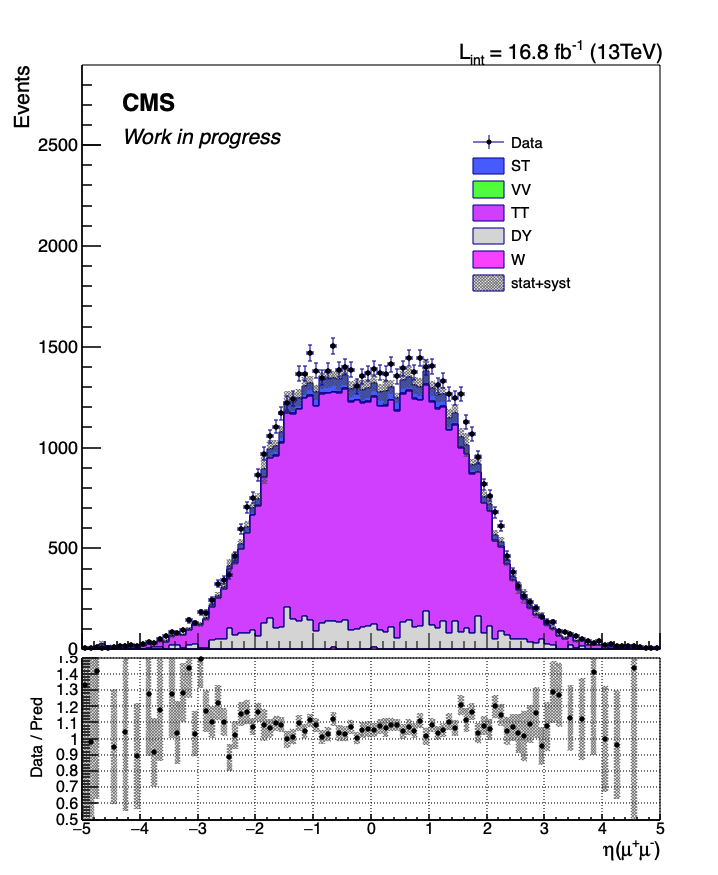 L_int = 16.8 fb⁻¹ (13TeV)
Events
CMS
Work in progress
2500
2000
1500
1000
500
0
Data
ST
VV
TT
DY
W
stat+syst
Data / Pred
1.5
1.4
1.3
1.2
1.1
1
0.9
0.8
0.7
0.6
0.5
−5 −4 −3 −2 −1 0 1 2 3 4 5
η(μ⁺μ⁻)